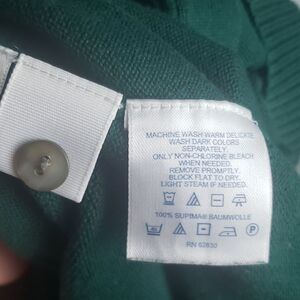 MACHINE WASH WARM DELICATE
WASH DARK COLORS
SEPARATELY.
ONLY NON-CHLORINE BLEACH
WHEN NEEDED.
REMOVE PROMPTLY.
BLOCK FLAT TO DRY.
LIGHT STEAM IF NEEDED.
100% SUPIMA® BAUMWOLLE
RN 62830